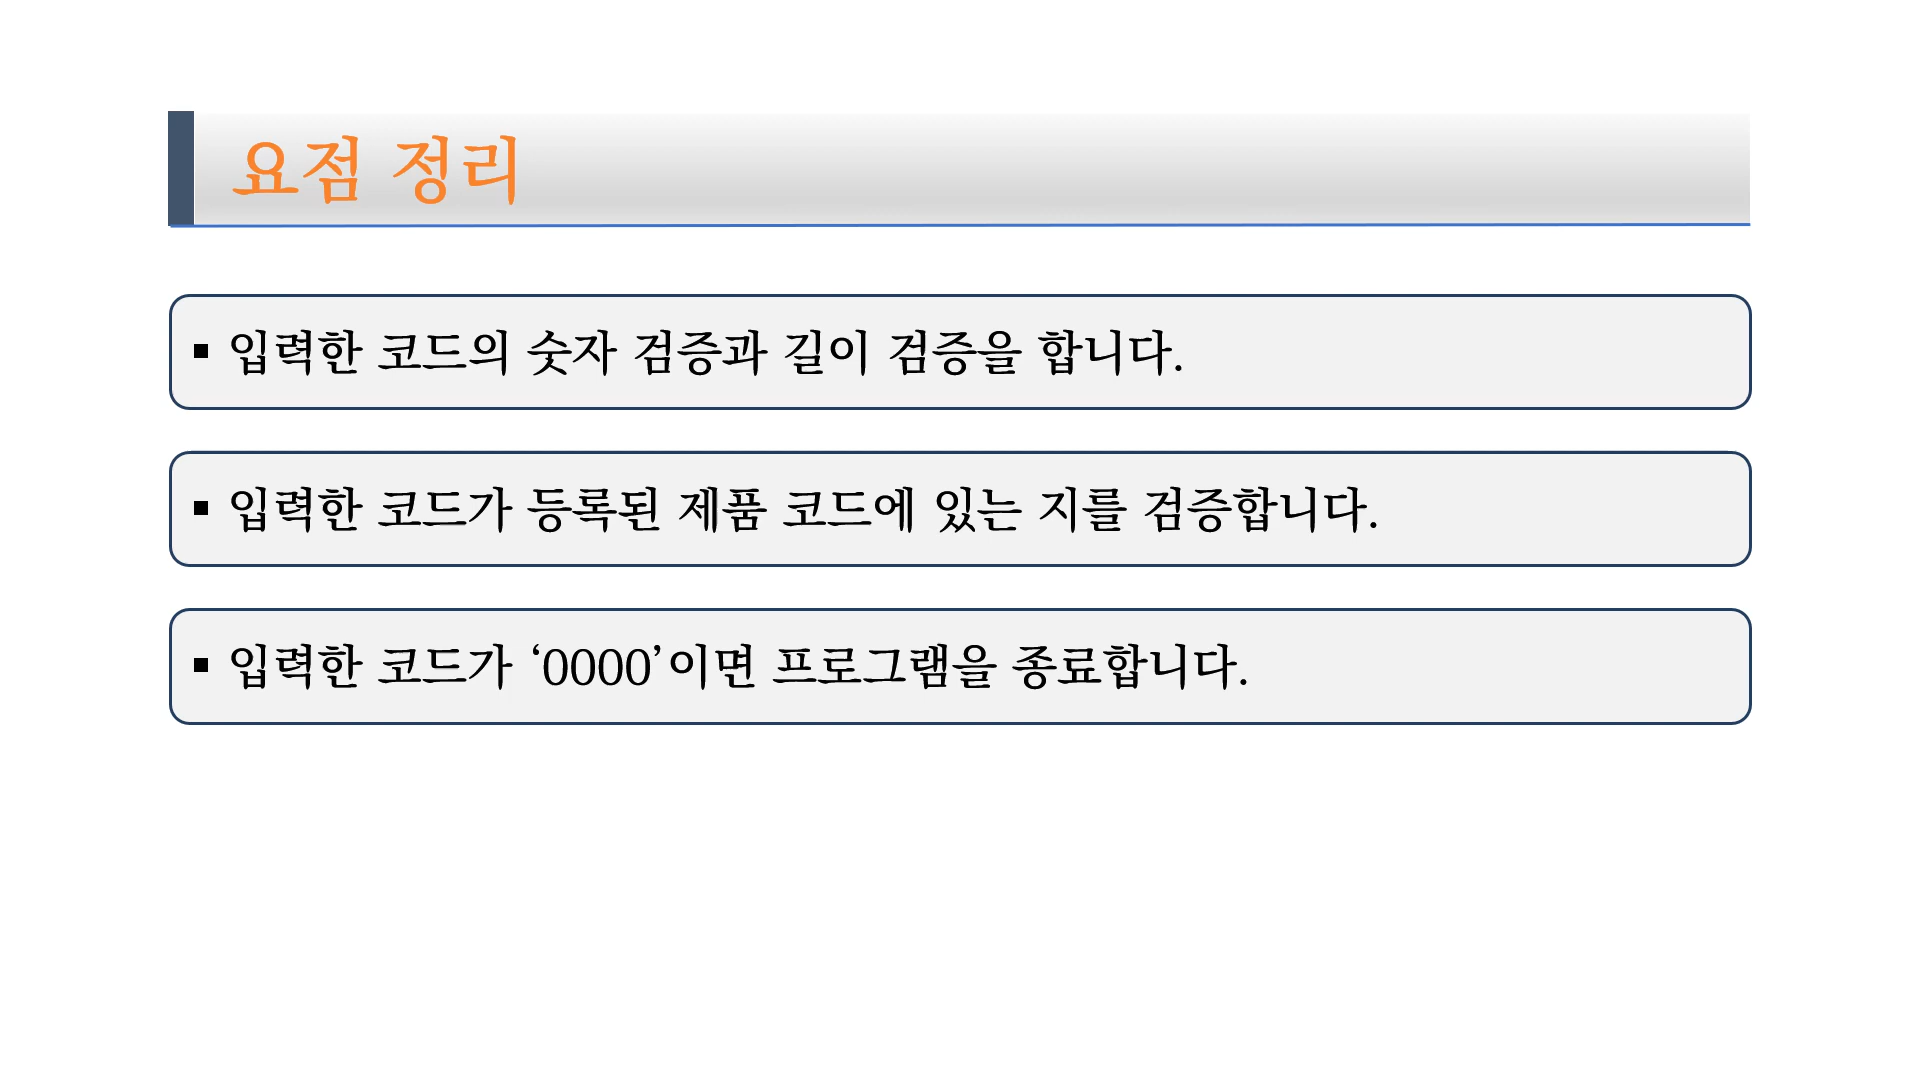 요점 정리
▪ 입력한 코드의 숫자 검증과 길이 검증을 합니다.
▪ 입력한 코드가 등록된 제품 코드에 있는 지를 검증합니다.
▪ 입력한 코드가 ‘0000’이면 프로그램을 종료합니다.